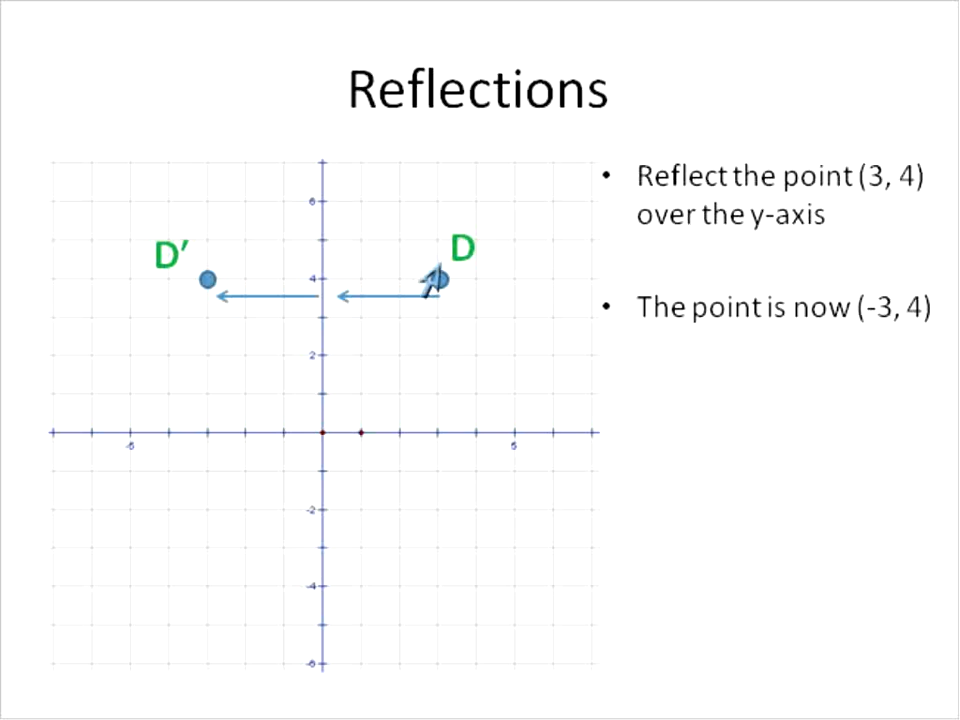 Reflections
• Reflect the point (3, 4)
over the y-axis
• The point is now (-3, 4)
D′
D
6
4
2
-5
5
-2
-4
-6